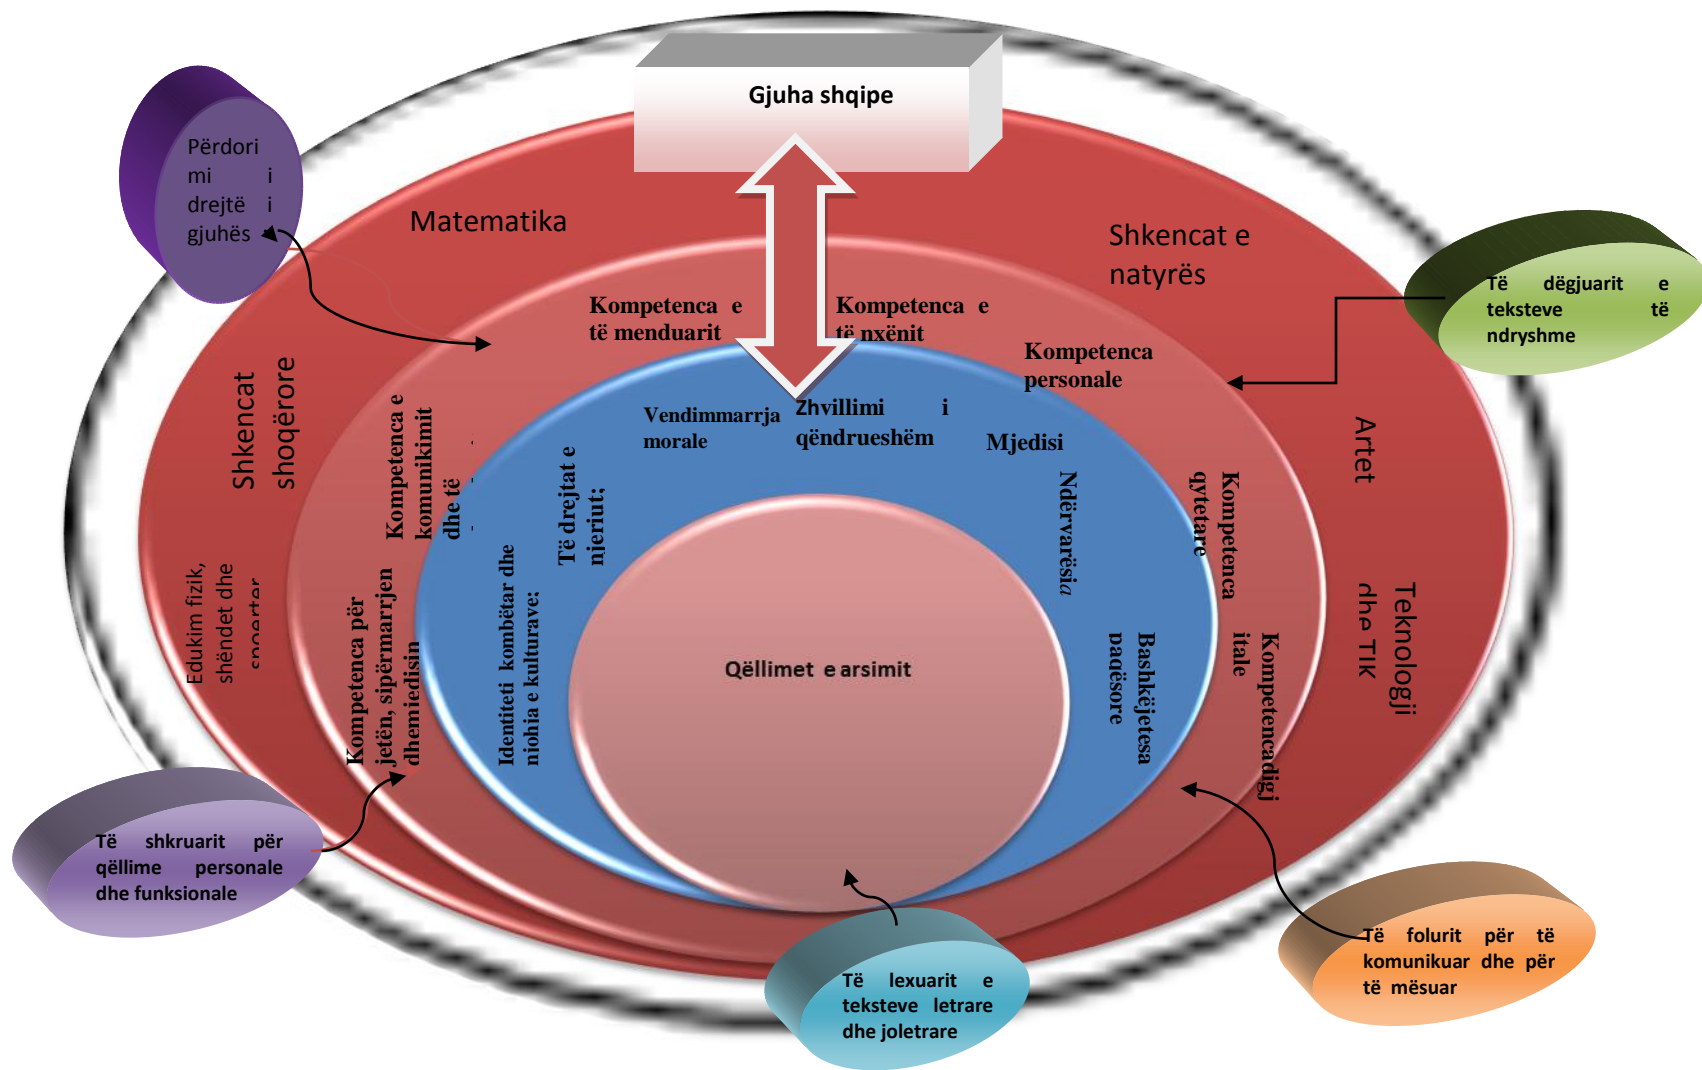 Gjuha shqipe
Përdori
mi i
drejtë i
gjuhës
Matematika
Shkencat e
natyrës
Të dëgjuarit e
teksteve të
ndryshme
Kompetenca e
të menduarit
Kompetenca e
të nxënit
Kompetenca
personale
Shkencat
shoqërore
Kompetenca e
komunikimit
dhe të
Vendimmarrja
morale
Zhvillimi i
qëndrueshëm
Mjedisi
Të drejtat e
njeriut;
Ndërvarësia
Kompetenca
qytetare
Artet
Edukim fizik,
shëndet dhe
Kompetenca për
jetën, sipërmarrjen
dhemjedisin
Identiteti kombëtar dhe
njohja e kulturave;
Qëllimet e arsimit
Bashkëjetesa
paqësore
Kompetencadigj
itale
Teknologji
dhe TIK
Të shkruarit për
qëllime personale
dhe funksionale
Të lexuarit e
teksteve letrare
dhe joletrare
Të folurit për të
komunikuar dhe për
të mësuar